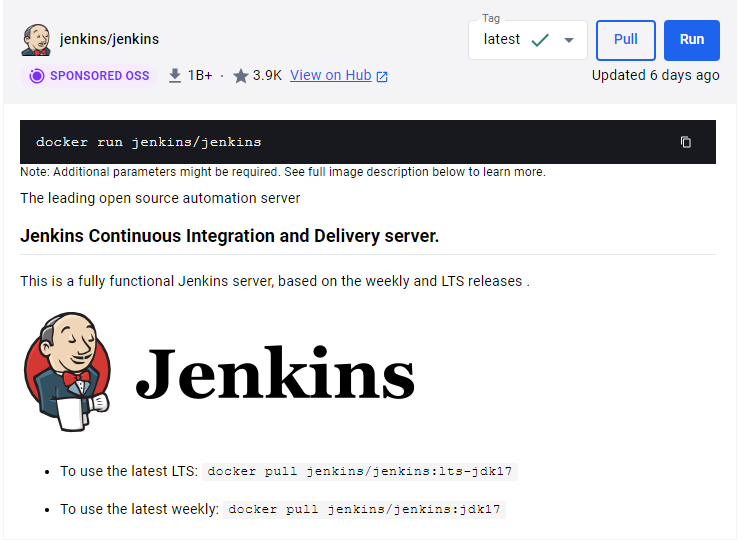 Tag
jenkins/jenkins
latest
Pull
Run
SPONSORED OSS
1B+ · 3.9K View on Hub
Updated 6 days ago
docker run jenkins/jenkins
Note: Additional parameters might be required. See full image description below to learn more.
The leading open source automation server
Jenkins Continuous Integration and Delivery server.
This is a fully functional Jenkins server, based on the weekly and LTS releases .
Jenkins
• To use the latest LTS: docker pull jenkins/jenkins:lts-jdk17
• To use the latest weekly: docker pull jenkins/jenkins:jdk17